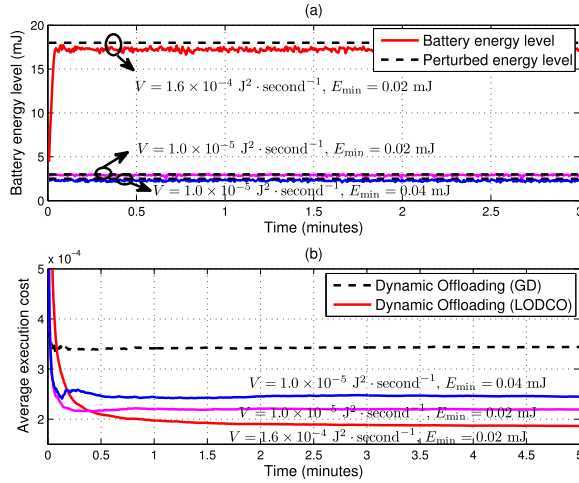 (a)
20
15
10
5
0
Battery energy level (mJ)
Battery energy level
Perturbed energy level
V = 1.6 × 10⁻⁴ J² · second⁻¹, E_min = 0.02 mJ
V = 1.0 × 10⁻⁵ J² · second⁻¹, E_min = 0.02 mJ
V = 1.0 × 10⁻⁵ J² · second⁻¹, E_min = 0.04 mJ
0 0.5 1 1.5 2 2.5 3
Time (minutes)
(b)
x 10⁻⁴
5
4
3
2
Average execution cost
Dynamic Offloading (GD)
Dynamic Offloading (LODCO)
V = 1.0 × 10⁻⁵ J² · second⁻¹, E_min = 0.04 mJ
V = 1.0 × 10⁻⁵ J² · second⁻¹, E_min = 0.02 mJ
V = 1.6 × 10⁻⁴ J² · second⁻¹, E_min = 0.02 mJ
0 0.5 1 1.5 2 2.5 3 3.5 4 4.5 5
Time (minutes)